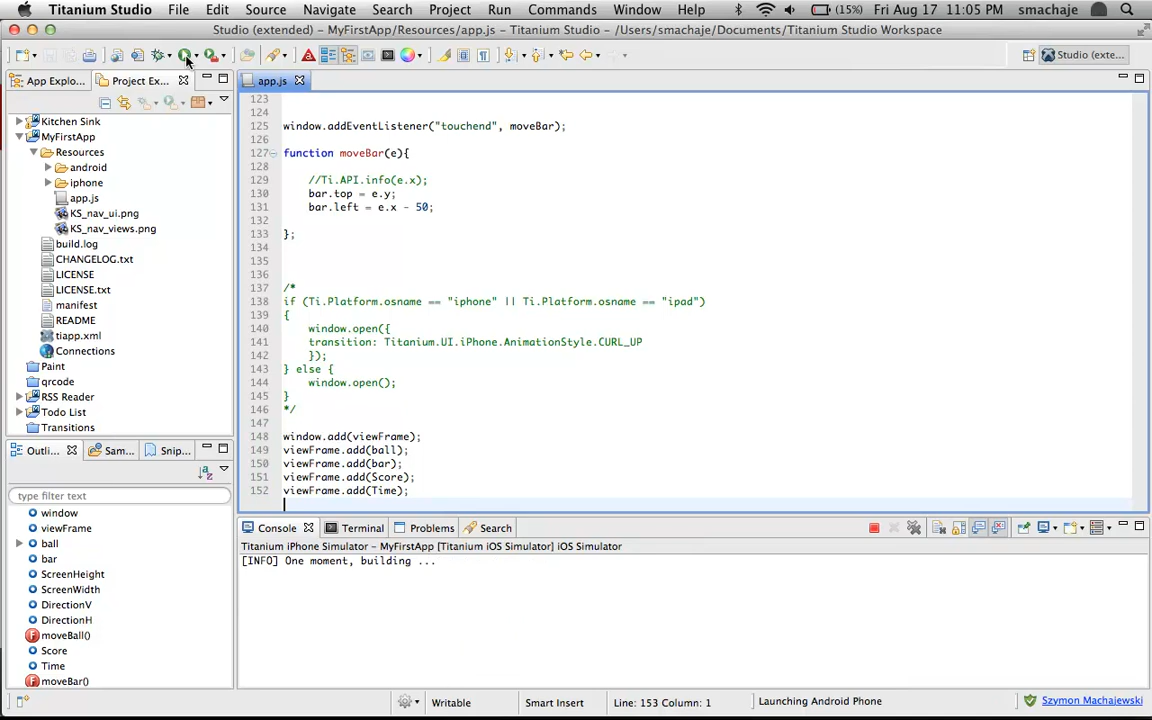 Titanium Studio File Edit Source Navigate Search Project Run Commands Window Help (15%) Fri Aug 17 11:05 PM smachaje
Studio (extended) - MyFirstApp/Resources/app.js - Titanium Studio - /Users/smachaje/Documents/Titanium Studio Workspace
Studio (exte...
App Explo... Project Ex...
app.js
Kitchen Sink
MyFirstApp
Resources
android
iphone
app.js
KS_nav_ui.png
KS_nav_views.png
build.log
CHANGELOG.txt
LICENSE
LICENSE.txt
manifest
README
tiapp.xml
Connections
Paint
qrcode
RSS Reader
Todo List
Transitions
Outli... Sam... Snip...
type filter text
window
viewFrame
ball
bar
ScreenHeight
ScreenWidth
DirectionV
DirectionH
moveBall()
Score
Time
moveBar()
123
124
125 window.addEventListener("touchend", moveBar);
126
127 function moveBar(e){
128
129 //Ti.API.info(e.x);
130 bar.top = e.y;
131 bar.left = e.x - 50;
132
133 };
134
135
136
137 /*
138 if (Ti.Platform.osname == "iphone" || Ti.Platform.osname == "ipad")
139 {
140 window.open({
141 transition: Titanium.UI.iPhone.AnimationStyle.CURL_UP
142 });
143 } else {
144 window.open();
145 }
146 */
147
148 window.add(viewFrame);
149 viewFrame.add(ball);
150 viewFrame.add(bar);
151 viewFrame.add(Score);
152 viewFrame.add(Time);
Console Terminal Problems Search
Titanium iPhone Simulator - MyFirstApp [Titanium iOS Simulator] iOS Simulator
[INFO] One moment, building ...
Writable Smart Insert Line: 153 Column: 1 Launching Android Phone Szymon Machajewski